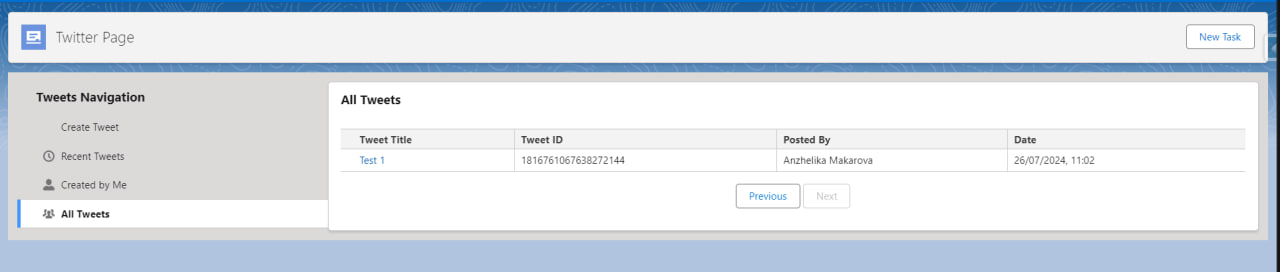 Twitter Page
New Task
Tweets Navigation
Create Tweet
Recent Tweets
Created by Me
All Tweets
All Tweets
Tweet Title Tweet ID Posted By Date
Test 1 1816761067638272144 Anzhelika Makarova 26/07/2024, 11:02
Previous Next